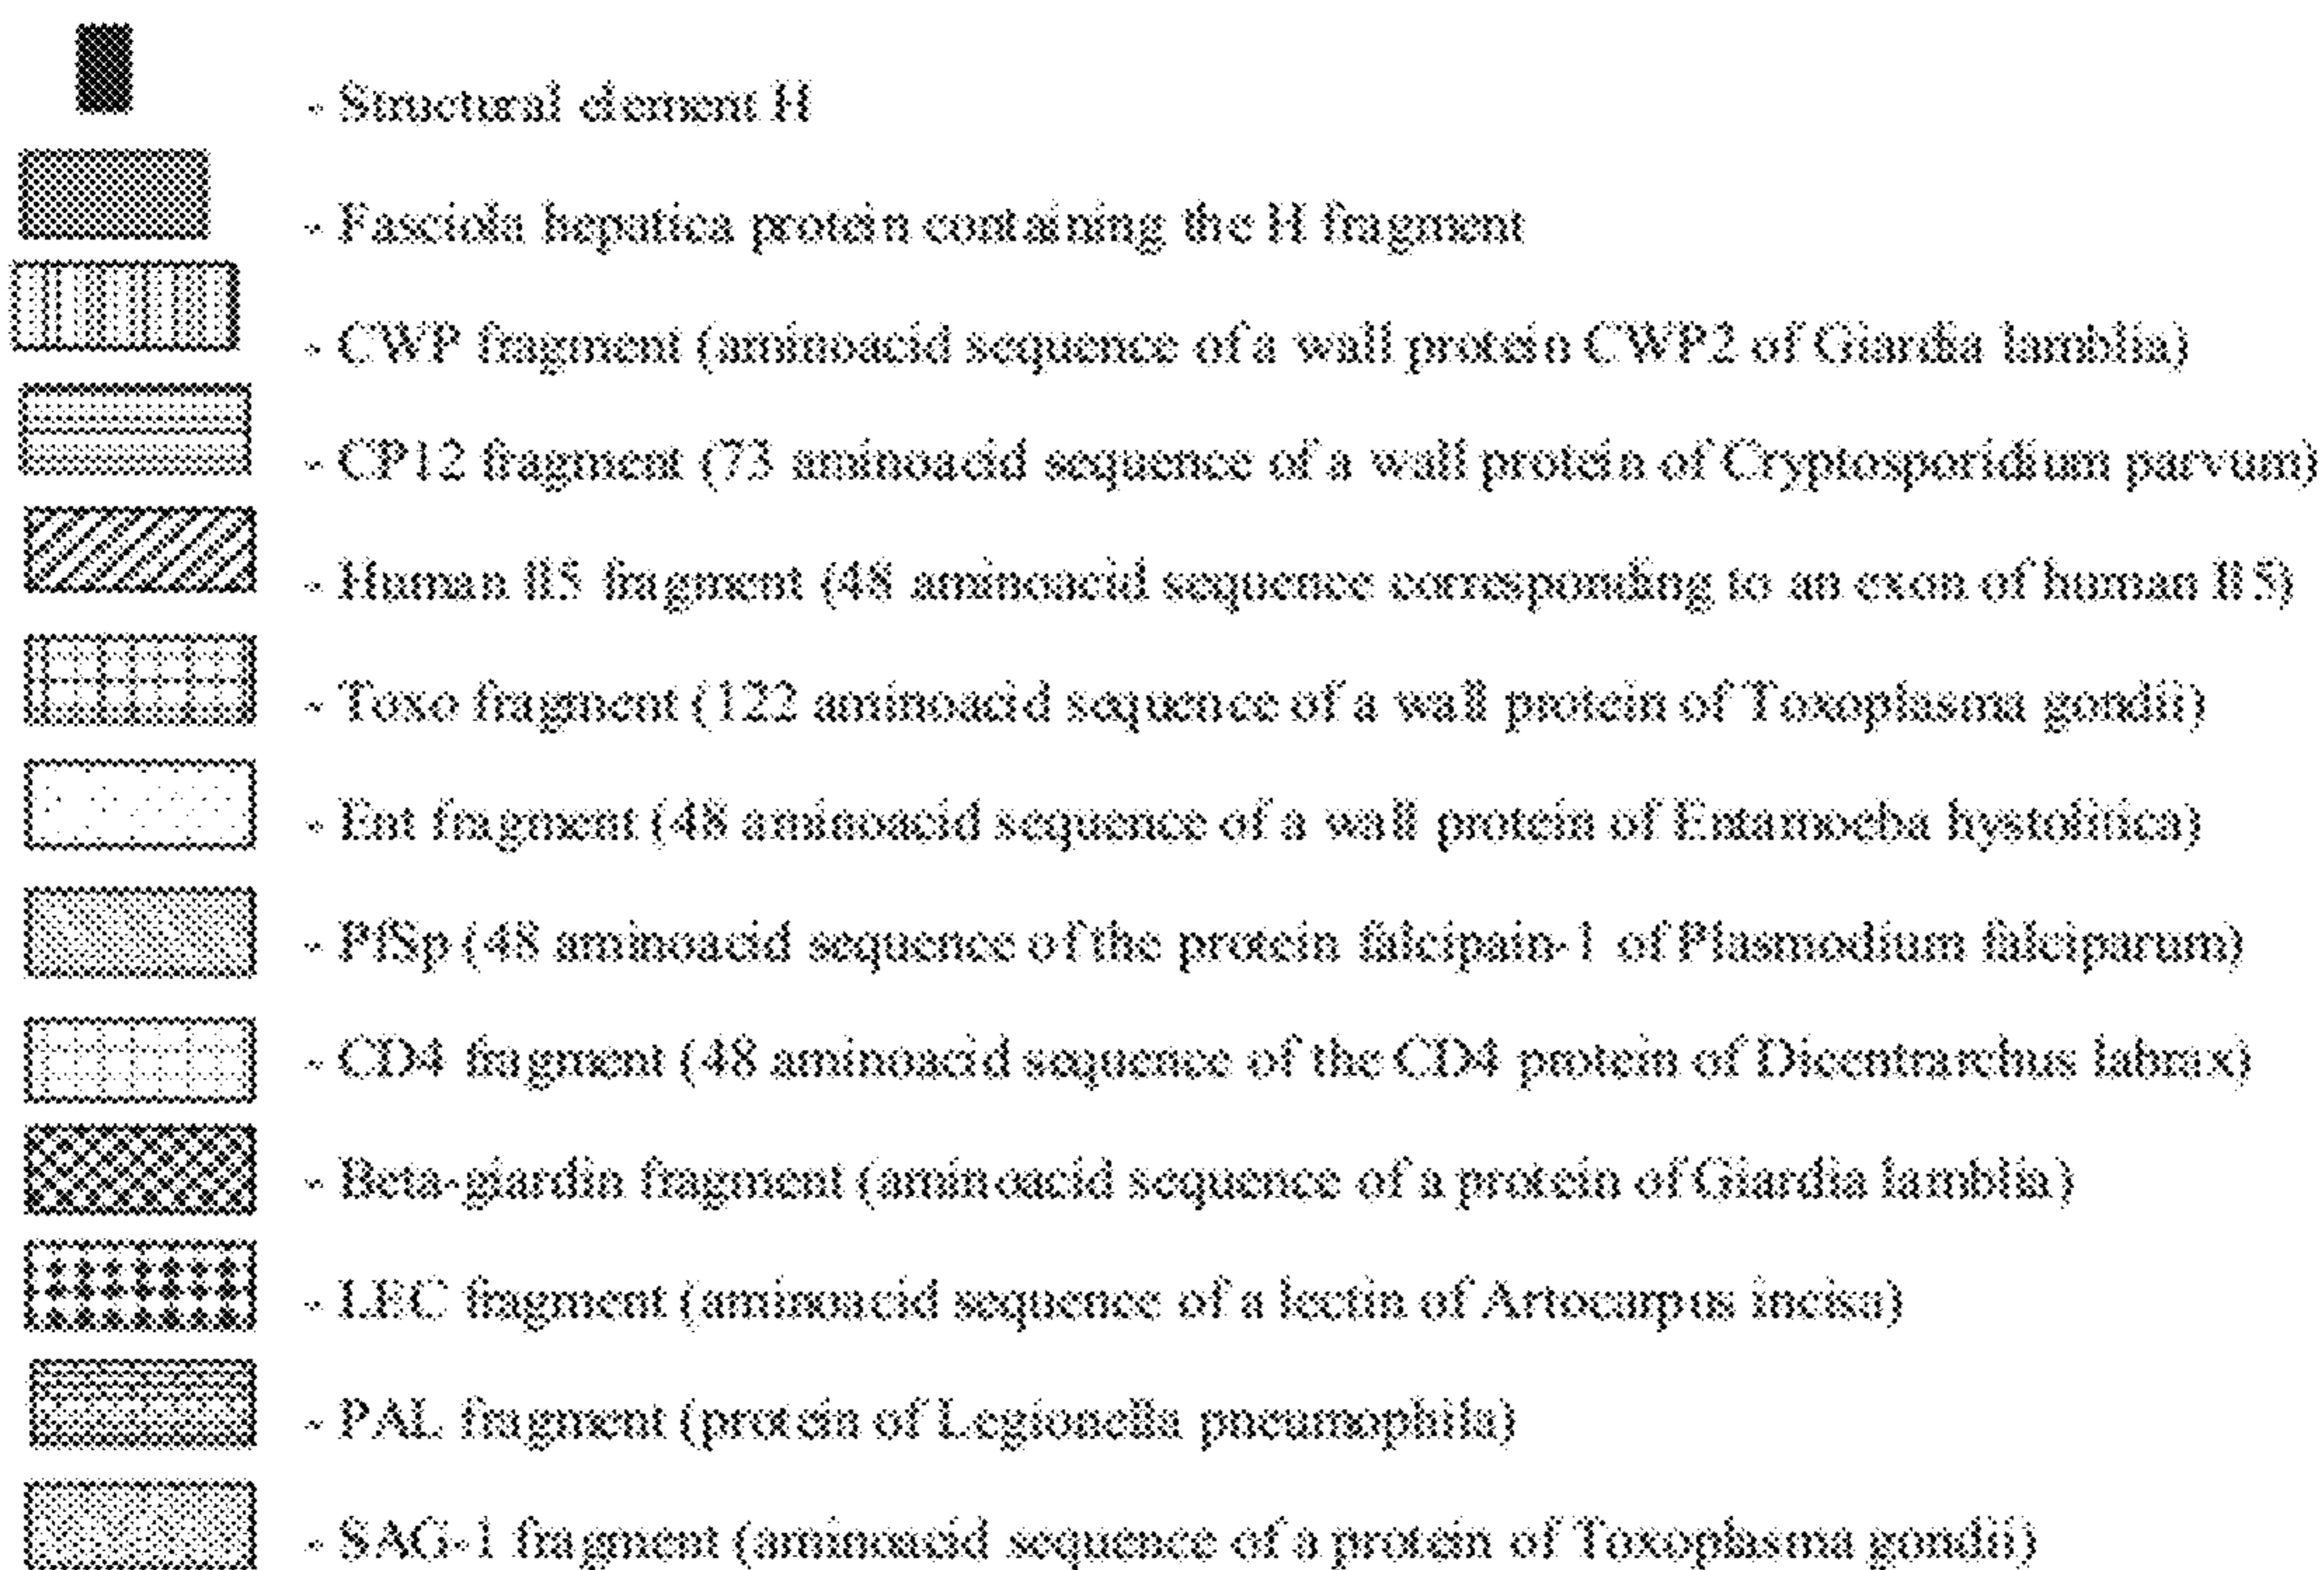 - Structural element H
- Fasciola hepatica protein containing the H fragment
- CWP fragment (aminoacid sequence of a wall protein CWP2 of Giardia lamblia)
- CP12 fragment (73 aminoacid sequence of a wall protein of Cryptosporidium parvum)
- Human Il5 fragment (48 aminoacid sequence corresponding to an exon of human Il5)
- Toxo fragment (122 aminoacid sequence of a wall protein of Toxoplasma gondii)
- Ent fragment (48 aminoacid sequence of a wall protein of Entamoeba hystolitica)
- PfSp (48 aminoacid sequence of the protein falcipain-1 of Plasmodium falciparum)
- CD4 fragment (48 aminoacid sequence of the CD4 protein of Dicentrarchus labrax)
- Beta-giardin fragment (aminoacid sequence of a protein of Giardia lamblia)
- LEC fragment (aminoacid sequence of a lectin of Artocarpus incisa)
- PAL fragment (protein of Legionella pneumophila)
- SAG-1 fragment (aminoacid sequence of a protein of Toxoplasma gondii)